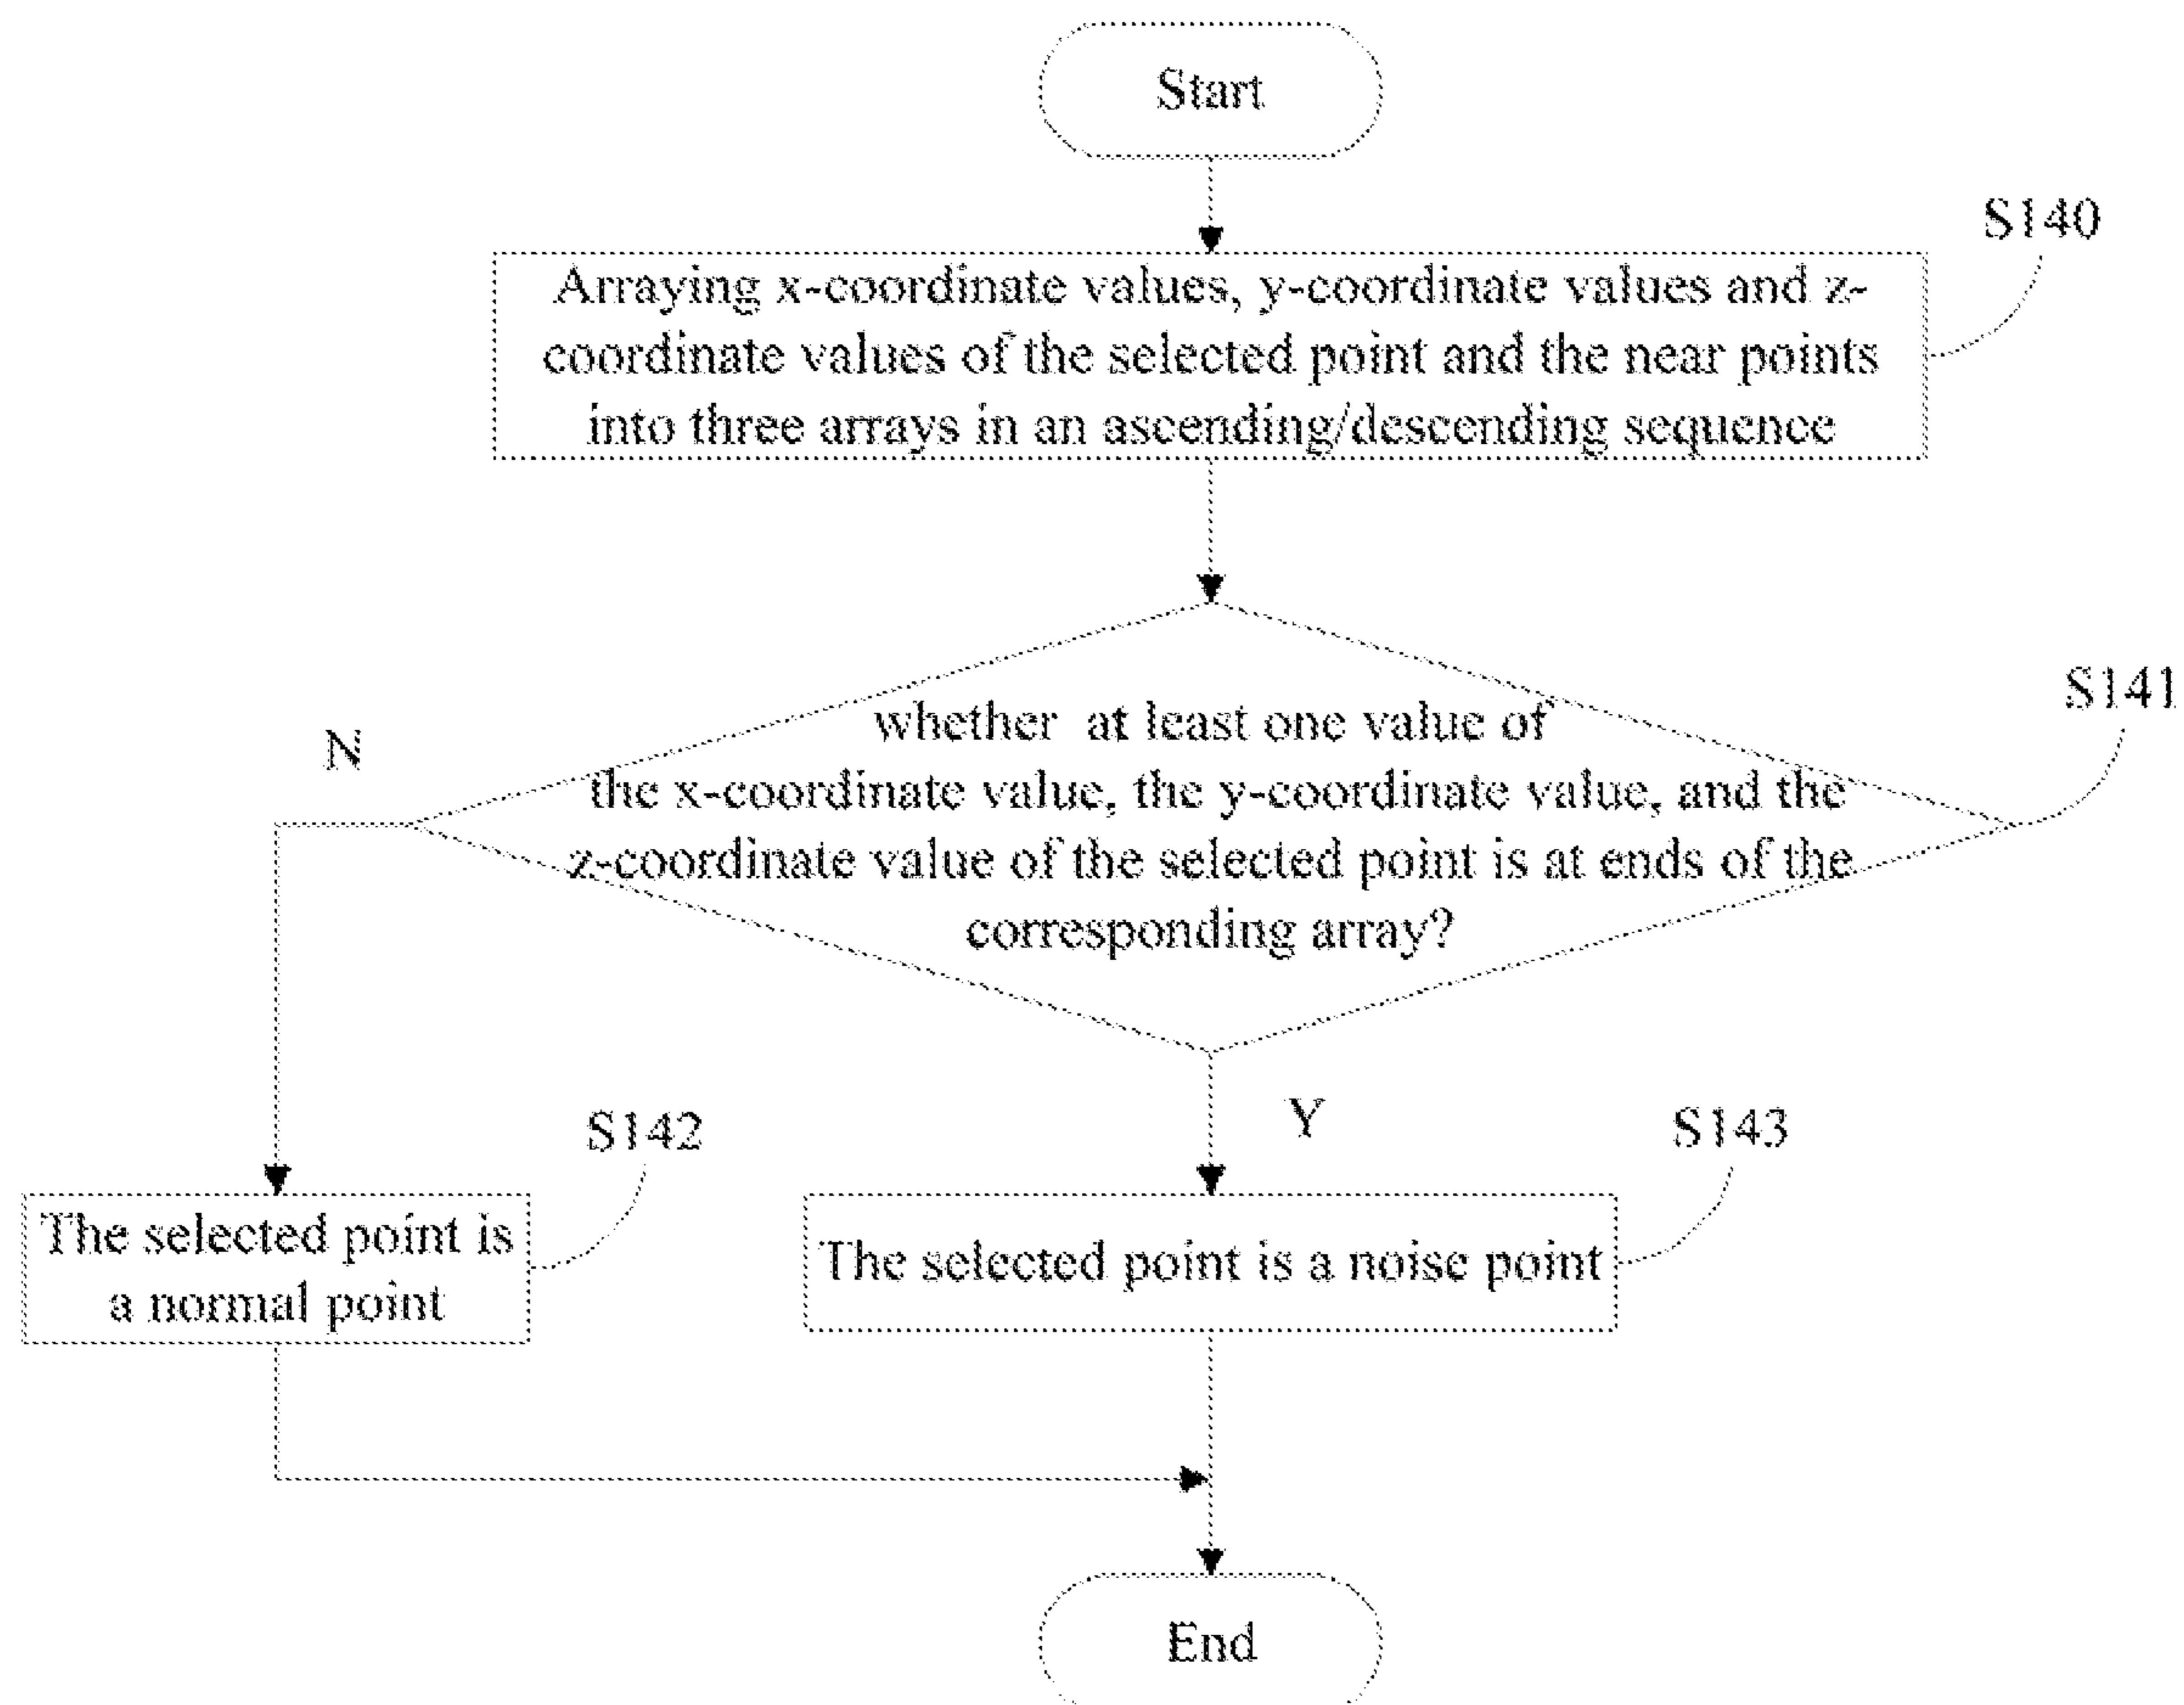 Start
S140
Arraying x-coordinate values, y-coordinate values and z-
coordinate values of the selected point and the near points
into three arrays in an ascending/descending sequence
S141
N
whether at least one value of
the x-coordinate value, the y-coordinate value, and the
z-coordinate value of the selected point is at ends of the
corresponding array?
Y
S142
S143
The selected point is
a normal point
The selected point is a noise point
End